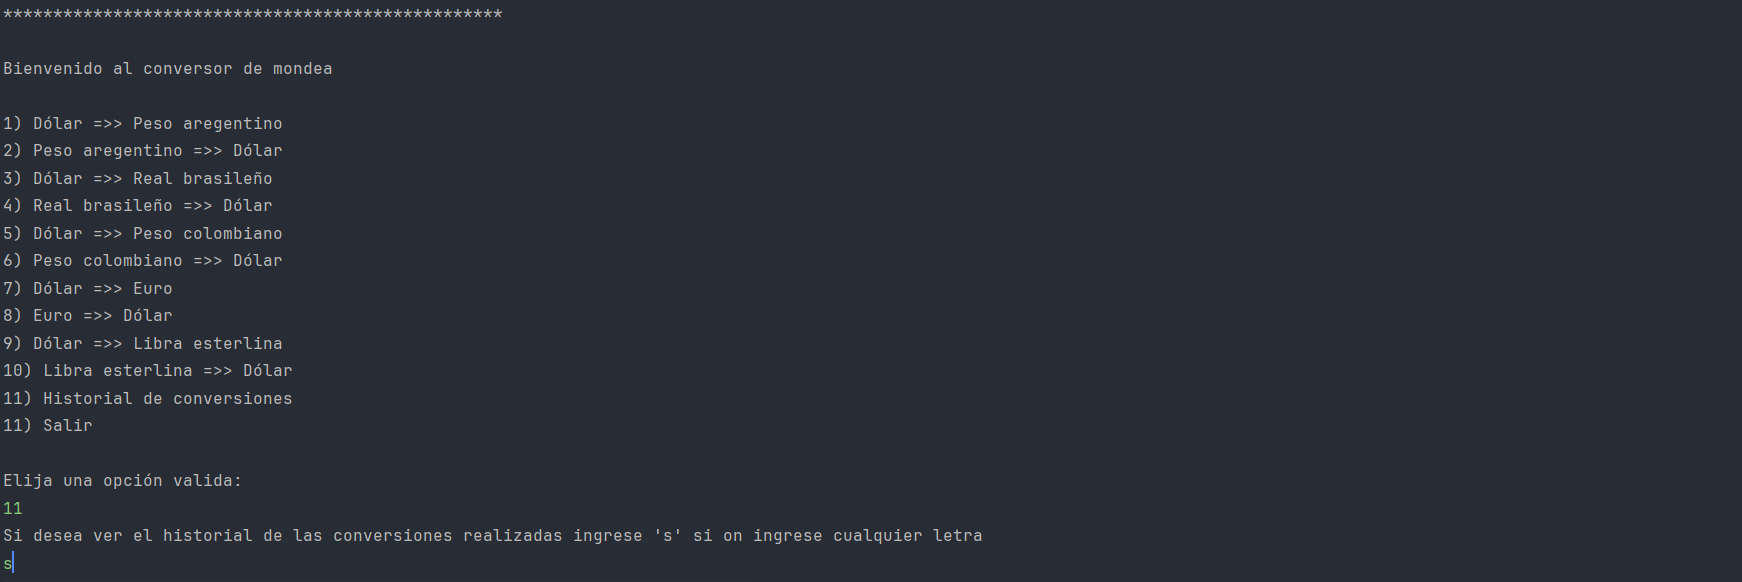 **************************************************
Bienvenido al conversor de mondea
1) Dólar =>> Peso aregentino
2) Peso aregentino =>> Dólar
3) Dólar =>> Real brasileño
4) Real brasileño =>> Dólar
5) Dólar =>> Peso colombiano
6) Peso colombiano =>> Dólar
7) Dólar =>> Euro
8) Euro =>> Dólar
9) Dólar =>> Libra esterlina
10) Libra esterlina =>> Dólar
11) Historial de conversiones
11) Salir
Elija una opción valida:
11
Si desea ver el historial de las conversiones realizadas ingrese 's' si on ingrese cualquier letra
s